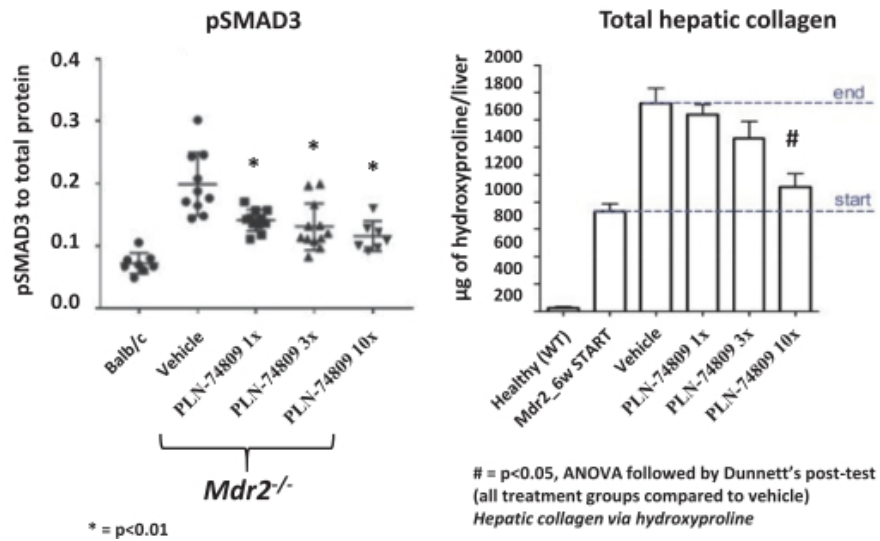 pSMAD3
pSMAD3 to total protein
0.4
0.3
0.2
0.1
0.0
*
*
*
Balb/c
Vehicle
PLN-74809 1x
PLN-74809 3x
PLN-74809 10x
Mdr2-/-
* = p<0.01
Total hepatic collagen
µg of hydroxyproline/liver
2000
1800
1600
1400
1200
1000
800
600
400
200
end
#
start
Healthy (WT)
Mdr2_6w START
Vehicle
PLN-74809 1x
PLN-74809 3x
PLN-74809 10x
# = p<0.05, ANOVA followed by Dunnett's post-test
(all treatment groups compared to vehicle)
Hepatic collagen via hydroxyproline